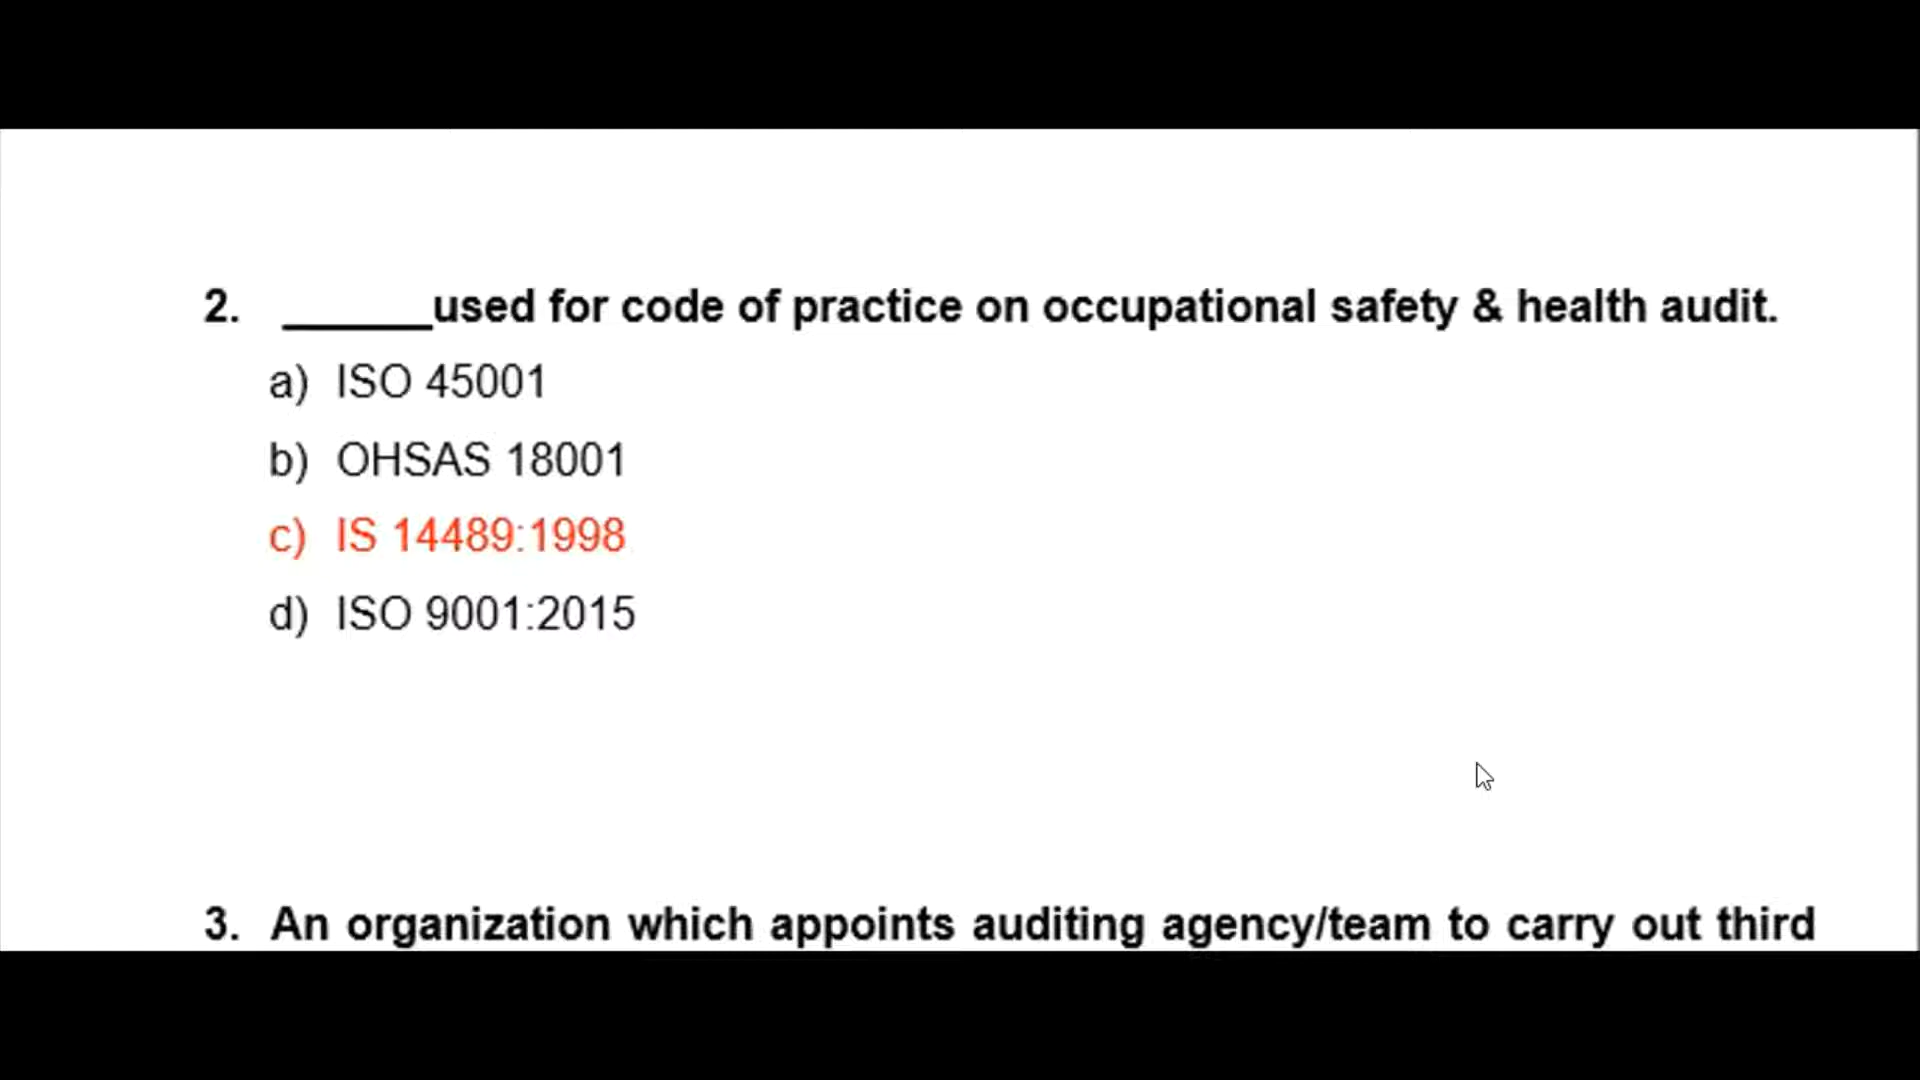 2. ______used for code of practice on occupational safety & health audit.
a) ISO 45001
b) OHSAS 18001
c) IS 14489:1998
d) ISO 9001:2015
3. An organization which appoints auditing agency/team to carry out third